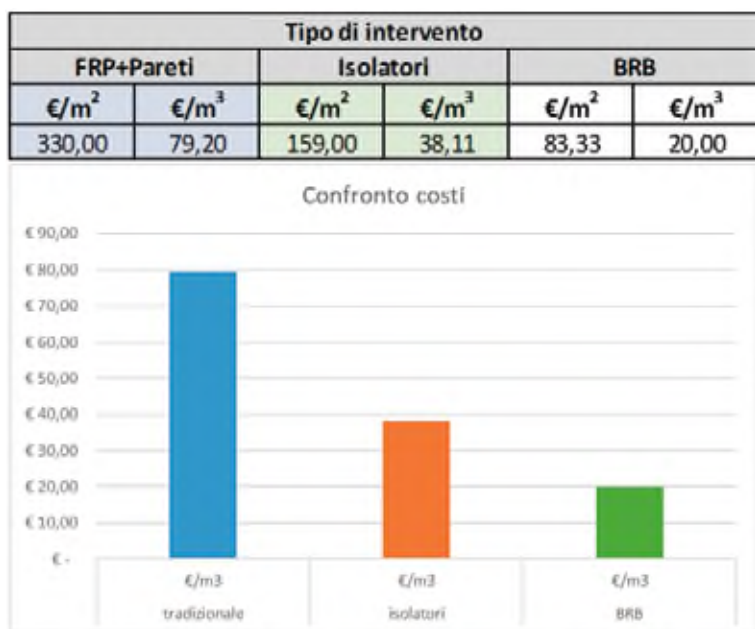 Tipo di intervento
FRP+Pareti Isolatori BRB
€/m² €/m³ €/m² €/m³ €/m² €/m³
330,00 79,20 159,00 38,11 83,33 20,00
Confronto costi
€ 90,00
€ 80,00
€ 70,00
€ 60,00
€ 50,00
€ 40,00
€ 30,00
€ 20,00
€ 10,00
€ -
€/m3 €/m3 €/m3
tradizionale isolatori BRB